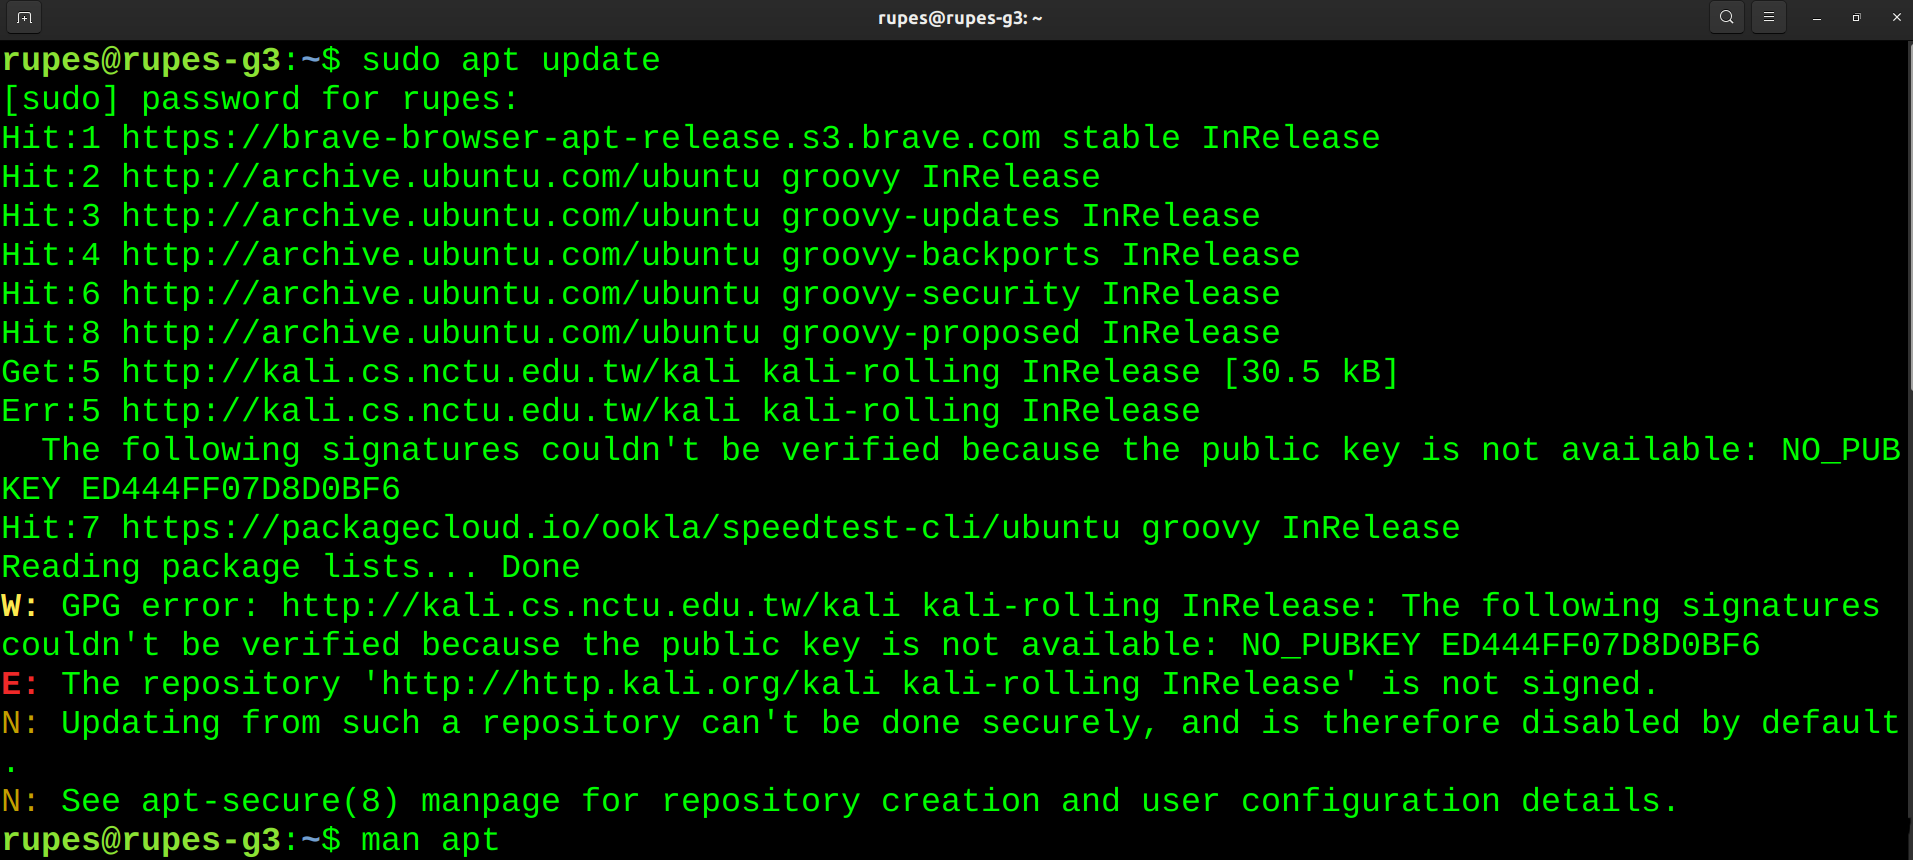 rupes@rupes-g3: ~
rupes@rupes-g3:~$ sudo apt update
[sudo] password for rupes:
Hit:1 https://brave-browser-apt-release.s3.brave.com stable InRelease
Hit:2 http://archive.ubuntu.com/ubuntu groovy InRelease
Hit:3 http://archive.ubuntu.com/ubuntu groovy-updates InRelease
Hit:4 http://archive.ubuntu.com/ubuntu groovy-backports InRelease
Hit:6 http://archive.ubuntu.com/ubuntu groovy-security InRelease
Hit:8 http://archive.ubuntu.com/ubuntu groovy-proposed InRelease
Get:5 http://kali.cs.nctu.edu.tw/kali kali-rolling InRelease [30.5 kB]
Err:5 http://kali.cs.nctu.edu.tw/kali kali-rolling InRelease
  The following signatures couldn't be verified because the public key is not available: NO_PUB
KEY ED444FF07D8D0BF6
Hit:7 https://packagecloud.io/ookla/speedtest-cli/ubuntu groovy InRelease
Reading package lists... Done
W: GPG error: http://kali.cs.nctu.edu.tw/kali kali-rolling InRelease: The following signatures
couldn't be verified because the public key is not available: NO_PUBKEY ED444FF07D8D0BF6
E: The repository 'http://http.kali.org/kali kali-rolling InRelease' is not signed.
N: Updating from such a repository can't be done securely, and is therefore disabled by default
.
N: See apt-secure(8) manpage for repository creation and user configuration details.
rupes@rupes-g3:~$ man apt